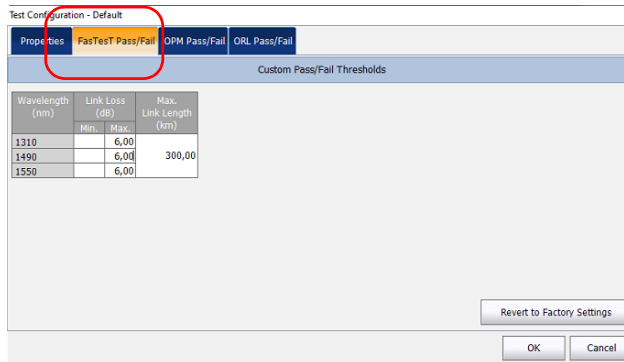 Test Configuration - Default
Properties FasTesT Pass/Fail OPM Pass/Fail ORL Pass/Fail
Custom Pass/Fail Thresholds
Wavelength (nm) Link Loss (dB) Max. Link Length (km)
Min. Max.
1310 6,00
1490 6,00 300,00
1550 6,00
Revert to Factory Settings
OK Cancel